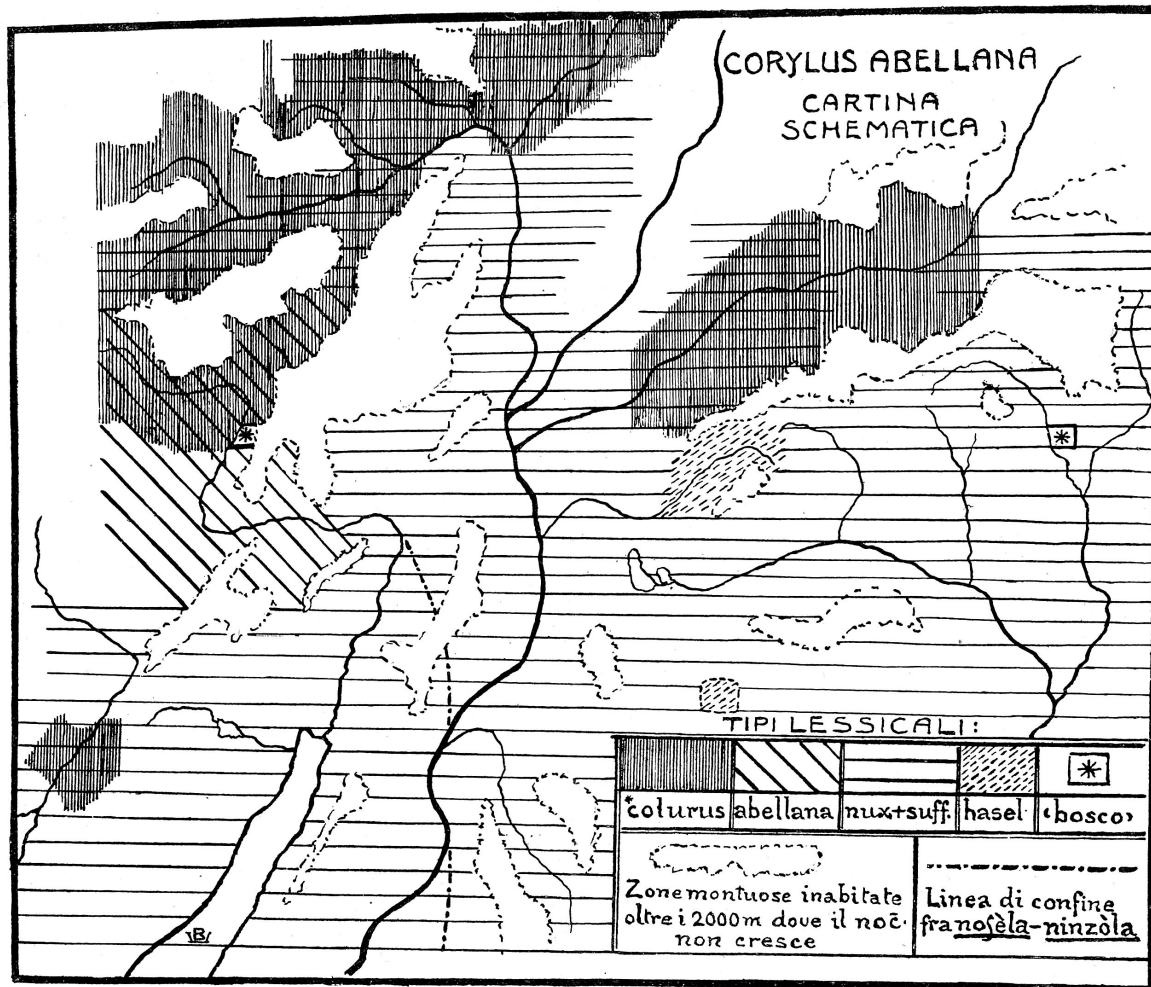 CORYLUS ABELLANA
CARTINA
SCHEMATICA
TIPI LESSICALI:
*colurus abellana nux+suff. hasel ‹bosco›
Zone montuose inabitate
oltre i 2000m dove il noč.
non cresce
Linea di confine
fra noſèla-ninzòla
B